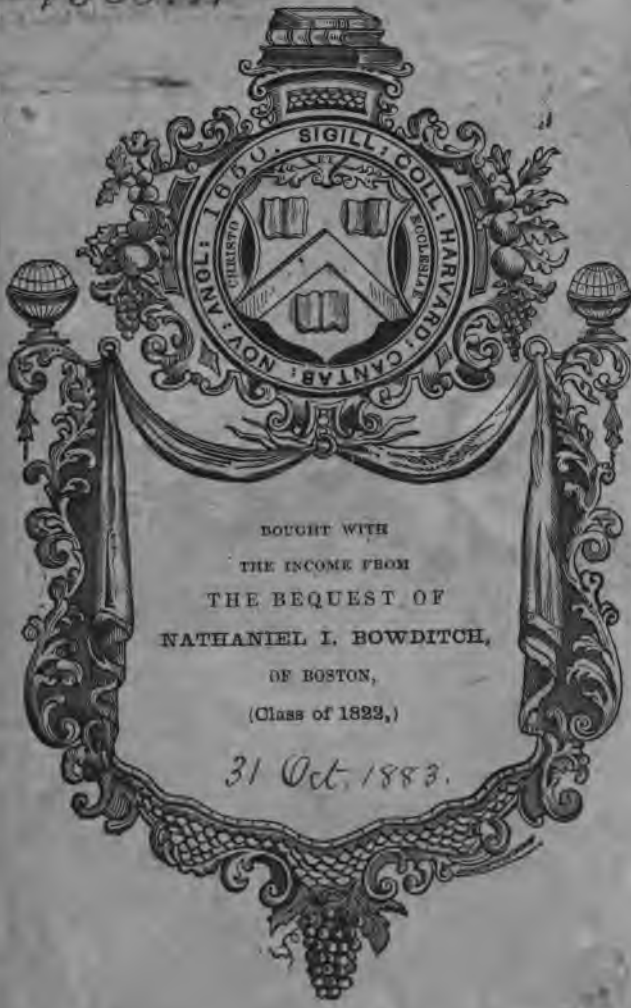 SIGILL: COLL: HARVARD: CANTAB: NOV: ANGL: 1650.
ET
CHRISTO
ECCLESIAE
BOUGHT WITH
THE INCOME FROM
THE BEQUEST OF
NATHANIEL I. BOWDITCH,
OF BOSTON,
(Class of 1822,)
31 Oct. 1883.